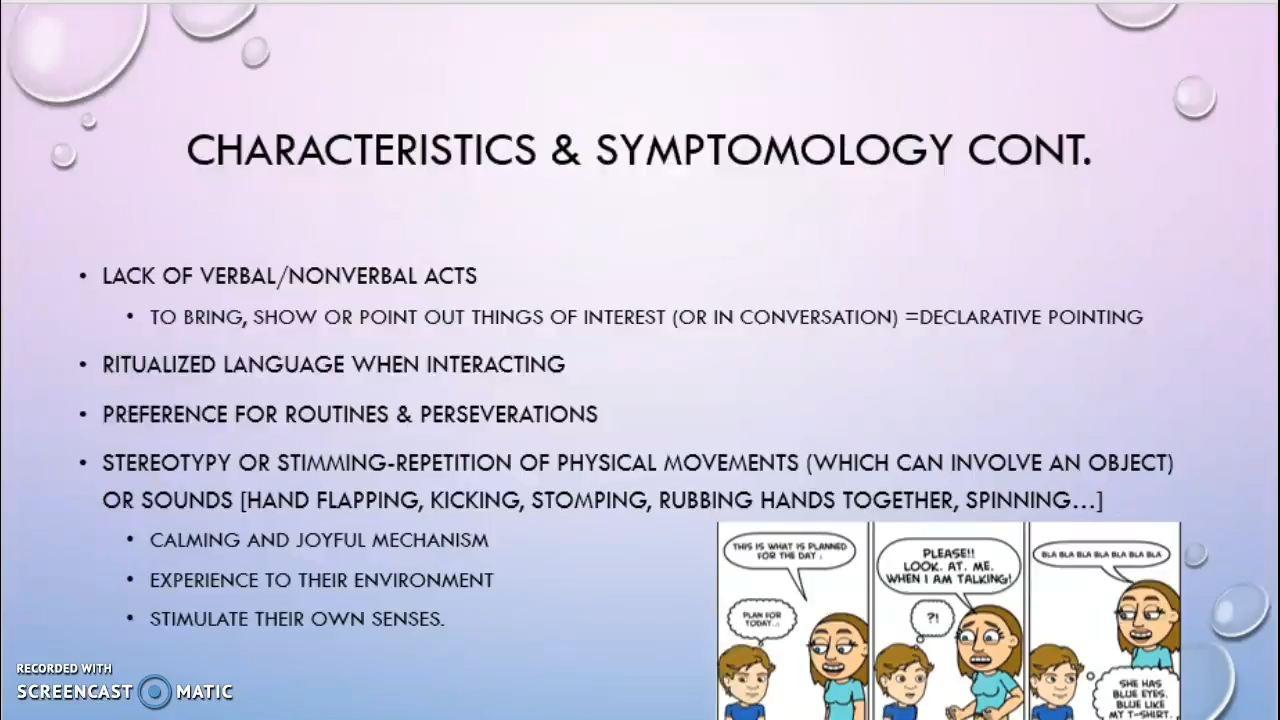 CHARACTERISTICS & SYMPTOMOLOGY CONT.
• LACK OF VERBAL/NONVERBAL ACTS
• TO BRING, SHOW OR POINT OUT THINGS OF INTEREST (OR IN CONVERSATION) =DECLARATIVE POINTING
• RITUALIZED LANGUAGE WHEN INTERACTING
• PREFERENCE FOR ROUTINES & PERSEVERATIONS
• STEREOTYPY OR STIMMING-REPETITION OF PHYSICAL MOVEMENTS (WHICH CAN INVOLVE AN OBJECT)
OR SOUNDS [HAND FLAPPING, KICKING, STOMPING, RUBBING HANDS TOGETHER, SPINNING...]
• CALMING AND JOYFUL MECHANISM
• EXPERIENCE TO THEIR ENVIRONMENT
• STIMULATE THEIR OWN SENSES.
THIS IS WHAT IS PLANNED
FOR THE DAY :
PLAN FOR
TODAY...
PLEASE!!
LOOK. AT. ME.
WHEN I AM TALKING!
?!
BLA BLA BLA BLA BLA BLA BLA
SHE HAS
BLUE EYES.
BLUE LIKE
MY T-SHIRT.
RECORDED WITH
SCREENCAST MATIC